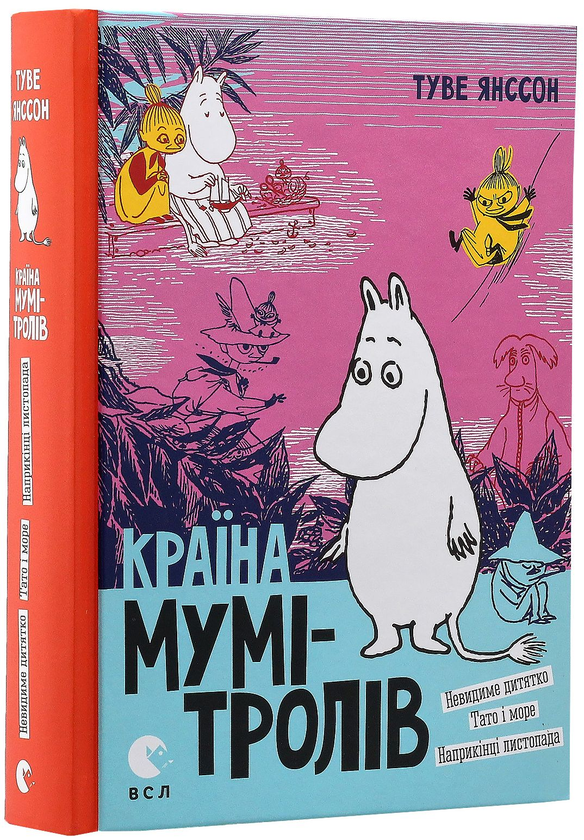 ТУВЕ
ЯНССОН
КРАЇНА
МУМІ-
ТРОЛІВ
Невидиме дитятко
Тато і море
Наприкінці листопада
ТУВЕ ЯНССОН
КРАЇНА
МУМІ-
ТРОЛІВ
Невидиме дитятко
Тато і море
Наприкінці листопада
ВСЛ